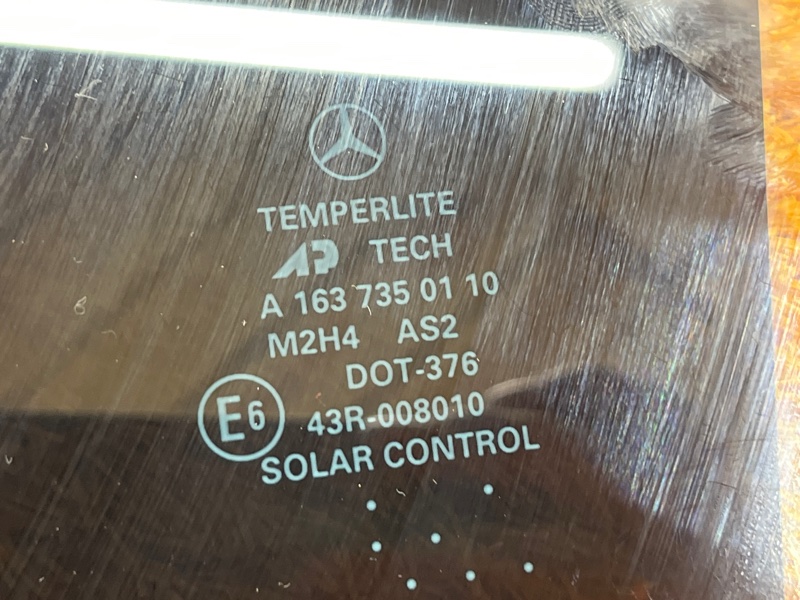 TEMPERLITE
AP TECH
A 163 735 01 10
M2H4 AS2
DOT-376
E6 43R-008010
SOLAR CONTROL